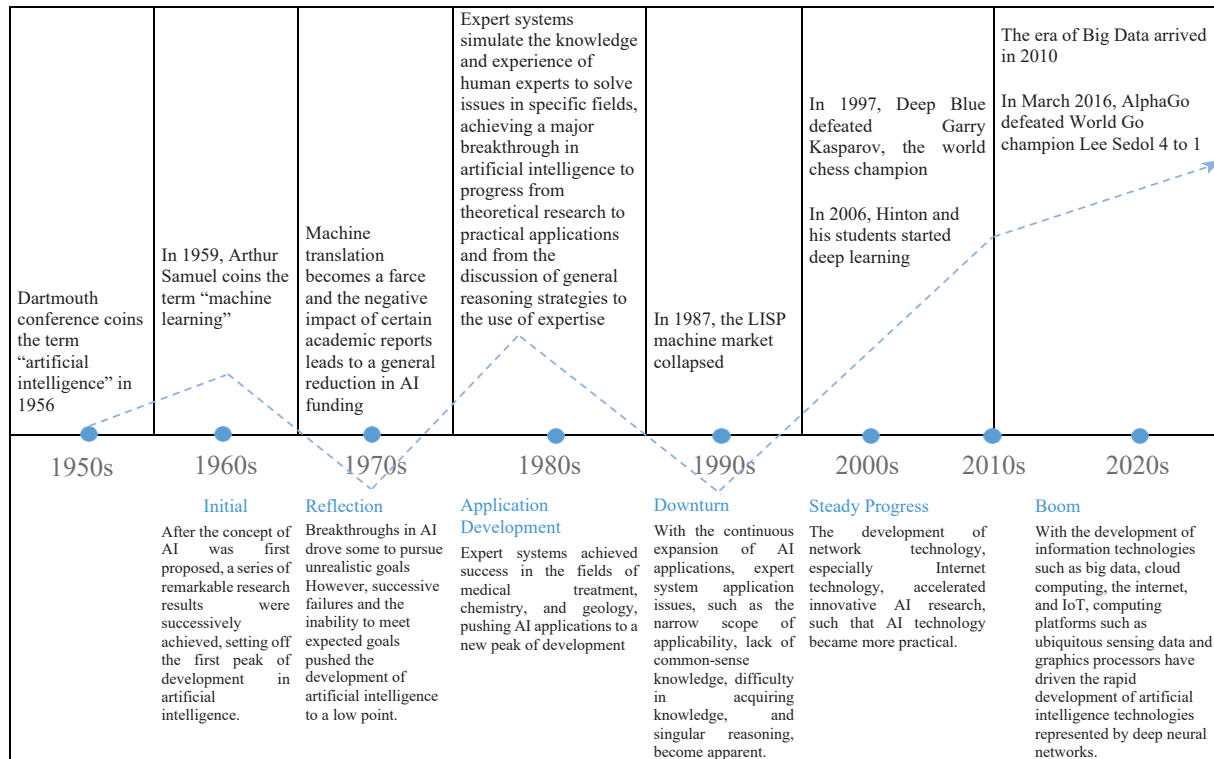 Dartmouth
conference coins
the term
“artificial
intelligence” in
1956
In 1959, Arthur
Samuel coins the
term “machine
learning”
Machine
translation
becomes a farce
and the negative
impact of certain
academic reports
leads to a general
reduction in AI
funding
Expert systems
simulate the knowledge
and experience of
human experts to solve
issues in specific fields,
achieving a major
breakthrough in
artificial intelligence to
progress from
theoretical research to
practical applications
and from the
discussion of general
reasoning strategies to
the use of expertise
In 1987, the LISP
machine market
collapsed
In 1997, Deep Blue
defeated Garry
Kasparov, the world
chess champion
In 2006, Hinton and
his students started
deep learning
The era of Big Data arrived
in 2010
In March 2016, AlphaGo
defeated World Go
champion Lee Sedol 4 to 1
1950s
1960s
1970s
1980s
1990s
2000s
2010s
2020s
Initial
After the concept of
AI was first
proposed, a series of
remarkable research
results were
successively
achieved, setting off
the first peak of
development in
artificial
intelligence.
Reflection
Breakthroughs in AI
drove some to pursue
unrealistic goals
However, successive
failures and the
inability to meet
expected goals
pushed the
development of
artificial intelligence
to a low point.
Application
Development
Expert systems achieved
success in the fields of
medical treatment,
chemistry, and geology,
pushing AI applications to a
new peak of development
Downturn
With the continuous
expansion of AI
applications, expert
system application
issues, such as the
narrow scope of
applicability, lack of
common-sense
knowledge, difficulty
in acquiring
knowledge, and
singular reasoning,
become apparent.
Steady Progress
The development of
network technology,
especially Internet
technology, accelerated
innovative AI research,
such that AI technology
became more practical.
Boom
With the development of
information technologies
such as big data, cloud
computing, the internet,
and IoT, computing
platforms such as
ubiquitous sensing data and
graphics processors have
driven the rapid
development of artificial
intelligence technologies
represented by deep neural
networks.